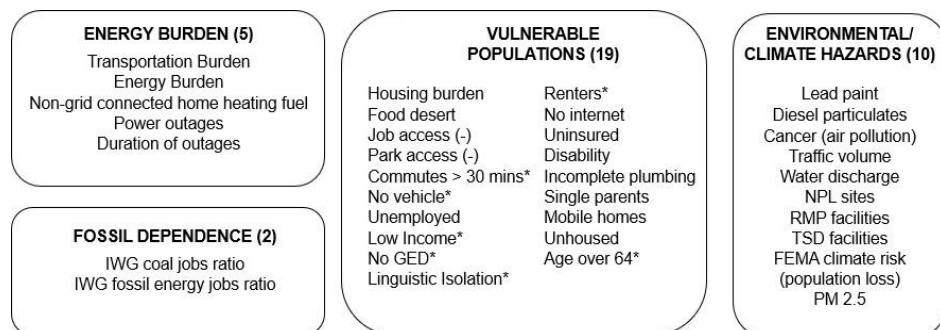 ENERGY BURDEN (5)
Transportation Burden
Energy Burden
Non-grid connected home heating fuel
Power outages
Duration of outages
FOSSIL DEPENDENCE (2)
IWG coal jobs ratio
IWG fossil energy jobs ratio
VULNERABLE
POPULATIONS (19)
Housing burden
Food desert
Job access (-)
Park access (-)
Commutes > 30 mins*
No vehicle*
Unemployed
Low Income*
No GED*
Linguistic Isolation*
Renters*
No internet
Uninsured
Disability
Incomplete plumbing
Single parents
Mobile homes
Unhoused
Age over 64*
ENVIRONMENTAL/
CLIMATE HAZARDS (10)
Lead paint
Diesel particulates
Cancer (air pollution)
Traffic volume
Water discharge
NPL sites
RMP facilities
TSD facilities
FEMA climate risk
(population loss)
PM 2.5